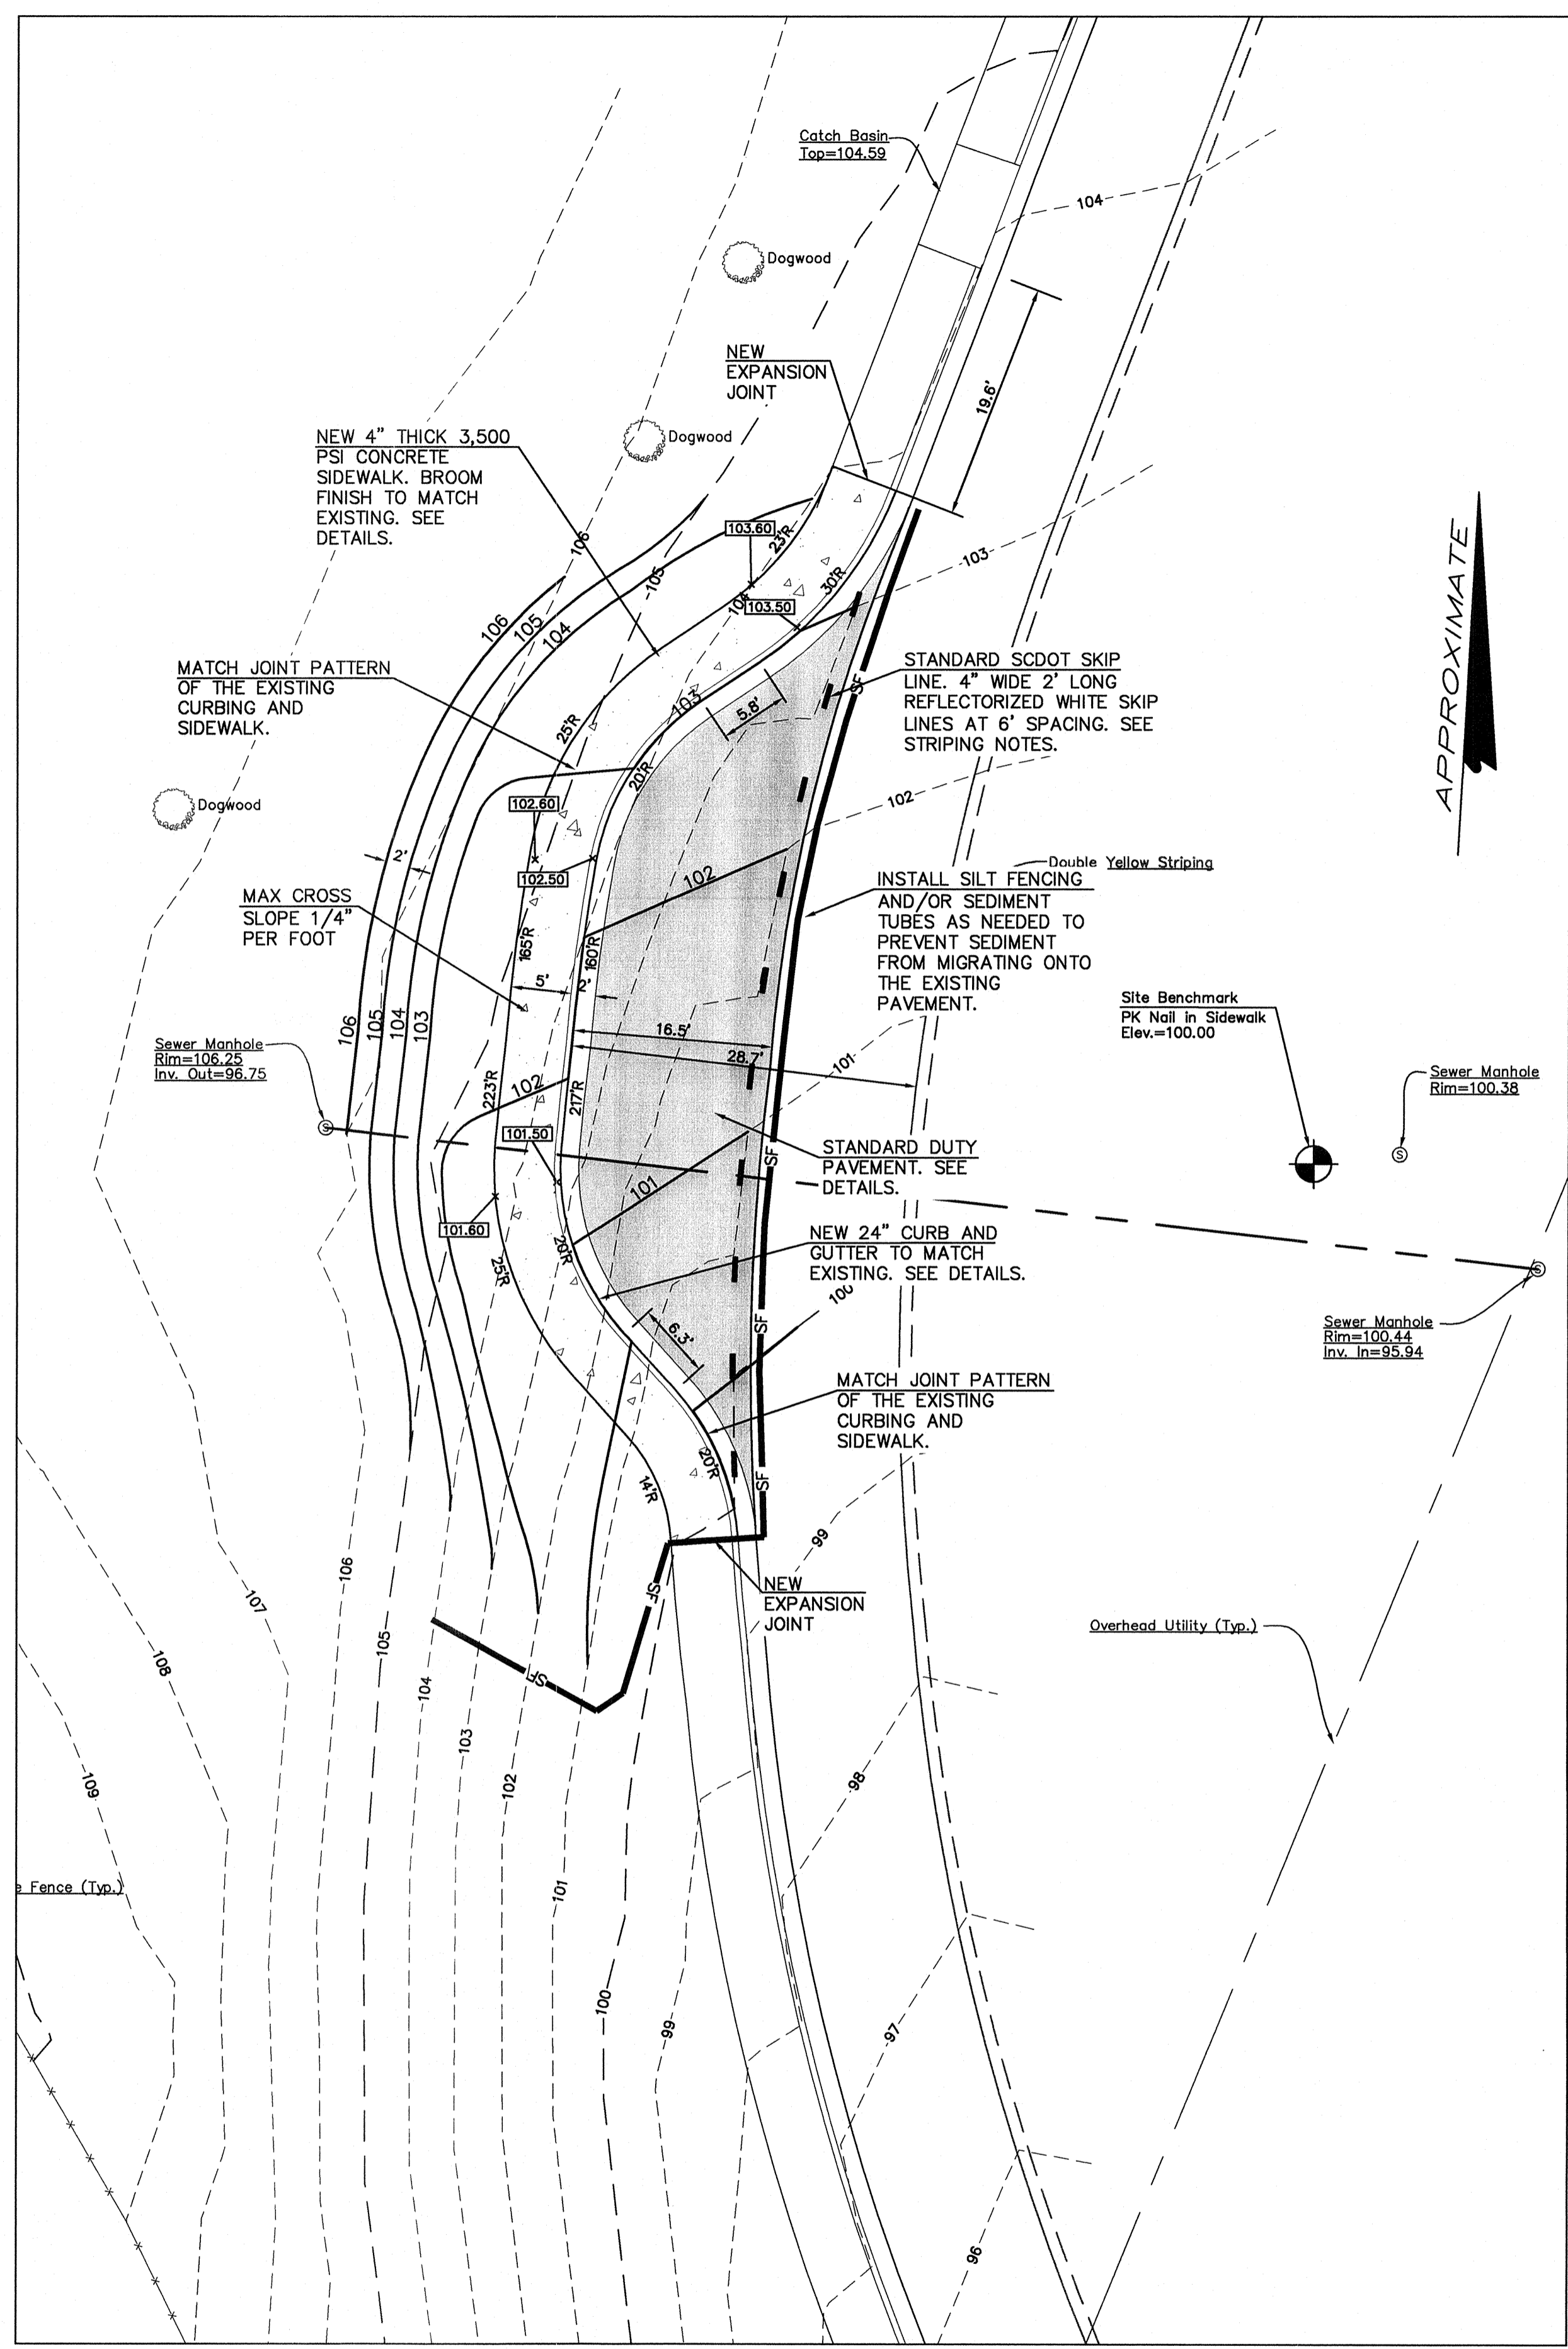 Catch Basin
Top=104.59
104
Dogwood
19.6'
NEW
EXPANSION
JOINT
NEW 4" THICK 3,500
PSI CONCRETE
SIDEWALK. BROOM
FINISH TO MATCH
EXISTING. SEE
DETAILS.
Dogwood
103.60
23'R
106
105
104
103
103.50
30'R
106
105
104
MATCH JOINT PATTERN
OF THE EXISTING
CURBING AND
SIDEWALK.
STANDARD SCDOT SKIP
LINE. 4" WIDE 2' LONG
REFLECTORIZED WHITE SKIP
LINES AT 6' SPACING. SEE
STRIPING NOTES.
SF
103
5.8'
25'R
20'R
APPROXIMATE
Dogwood
102.60
102
2'
102.50
102
Double Yellow Striping
MAX CROSS
SLOPE 1/4"
PER FOOT
INSTALL SILT FENCING
AND/OR SEDIMENT
TUBES AS NEEDED TO
PREVENT SEDIMENT
FROM MIGRATING ONTO
THE EXISTING
PAVEMENT.
165'R
160'R
5'
2'
Site Benchmark
PK Nail in Sidewalk
Elev.=100.00
106
105
104
103
16.5'
28.7'
101
Sewer Manhole
Rim=106.25
Inv. Out=96.75
S
Sewer Manhole
Rim=100.38
S
223'R
102
217'R
101.50
STANDARD DUTY
PAVEMENT. SEE
DETAILS.
SF
101
101.60
NEW 24" CURB AND
GUTTER TO MATCH
EXISTING. SEE DETAILS.
20'R
25'R
100
S
6.3'
SF
Sewer Manhole
Rim=100.44
Inv. In=95.94
MATCH JOINT PATTERN
OF THE EXISTING
CURBING AND
SIDEWALK.
20'R
14'R
SF
99
NEW
EXPANSION
JOINT
SF
106
107
105
108
104
SF
103
102
109
101
100
99
Overhead Utility (Typ.)
98
e Fence (Typ.)
97
96